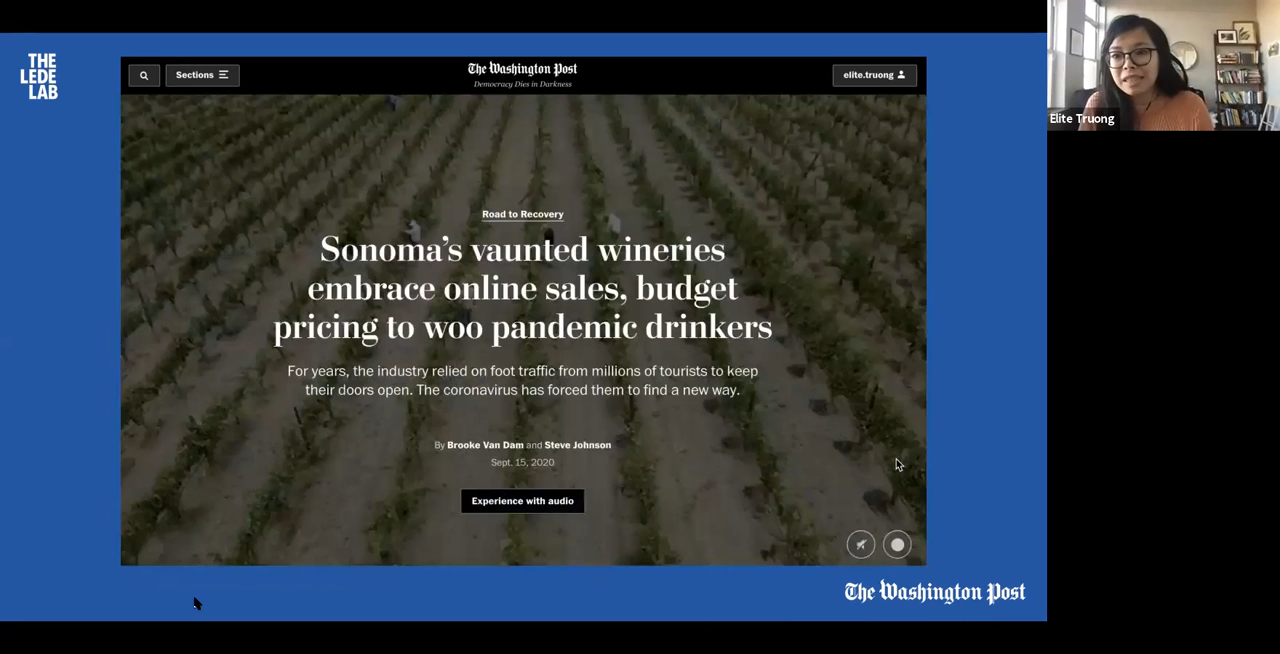 THE
LEDE
LAB
Sections
The Washington Post
Democracy Dies in Darkness
elite.truong
Road to Recovery
Sonoma's vaunted wineries
embrace online sales, budget
pricing to woo pandemic drinkers
For years, the industry relied on foot traffic from millions of tourists to keep
their doors open. The coronavirus has forced them to find a new way.
By Brooke Van Dam and Steve Johnson
Sept. 15, 2020
Experience with audio
The Washington Post
Elite Truong